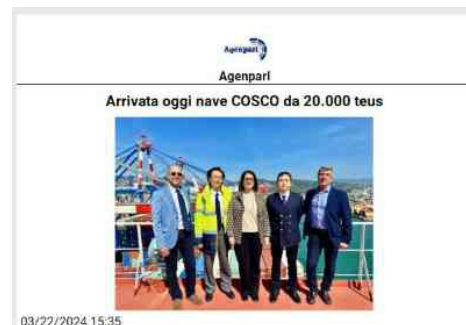 Agenparl
Agenparl
Arrivata oggi nave COSCO da 20.000 teus
03/22/2024 15:35